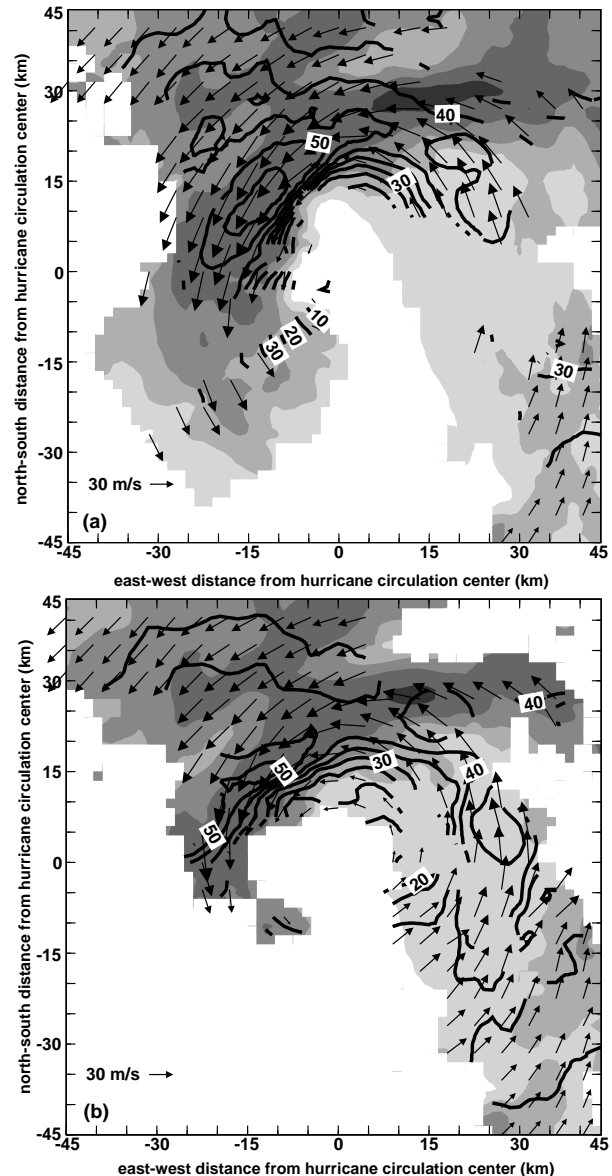 45
30
15
0
-15
-30
-45
north-south distance from hurricane circulation center (km)
40
50
30
10
20
30
30
30 m/s
(a)
-45 -30 -15 0 15 30 45
east-west distance from hurricane circulation center (km)
45
30
15
0
-15
-30
-45
north-south distance from hurricane circulation center (km)
40
30
50
40
50
20
30 m/s
(b)
-45 -30 -15 0 15 30 45
east-west distance from hurricane circulation center (km)